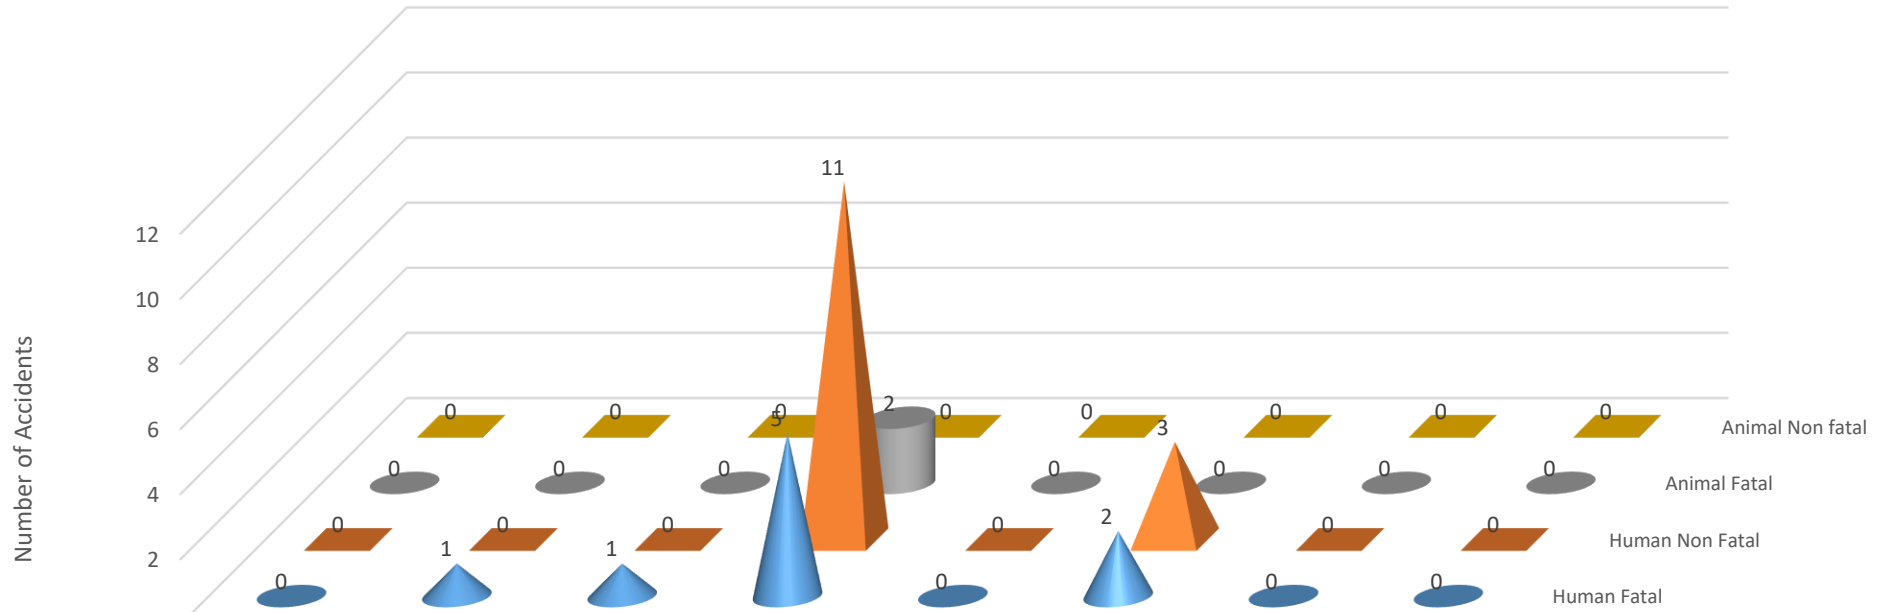 11
12
10
8
6
4
2
Number of Accidents
0 0 0 0 0 0 0 0 Animal Non fatal
0 0 0 2 0 0 0 0 Animal Fatal
0 0 0 0 3 0 0 Human Non Fatal
0 1 1 5 0 2 0 0 Human Fatal